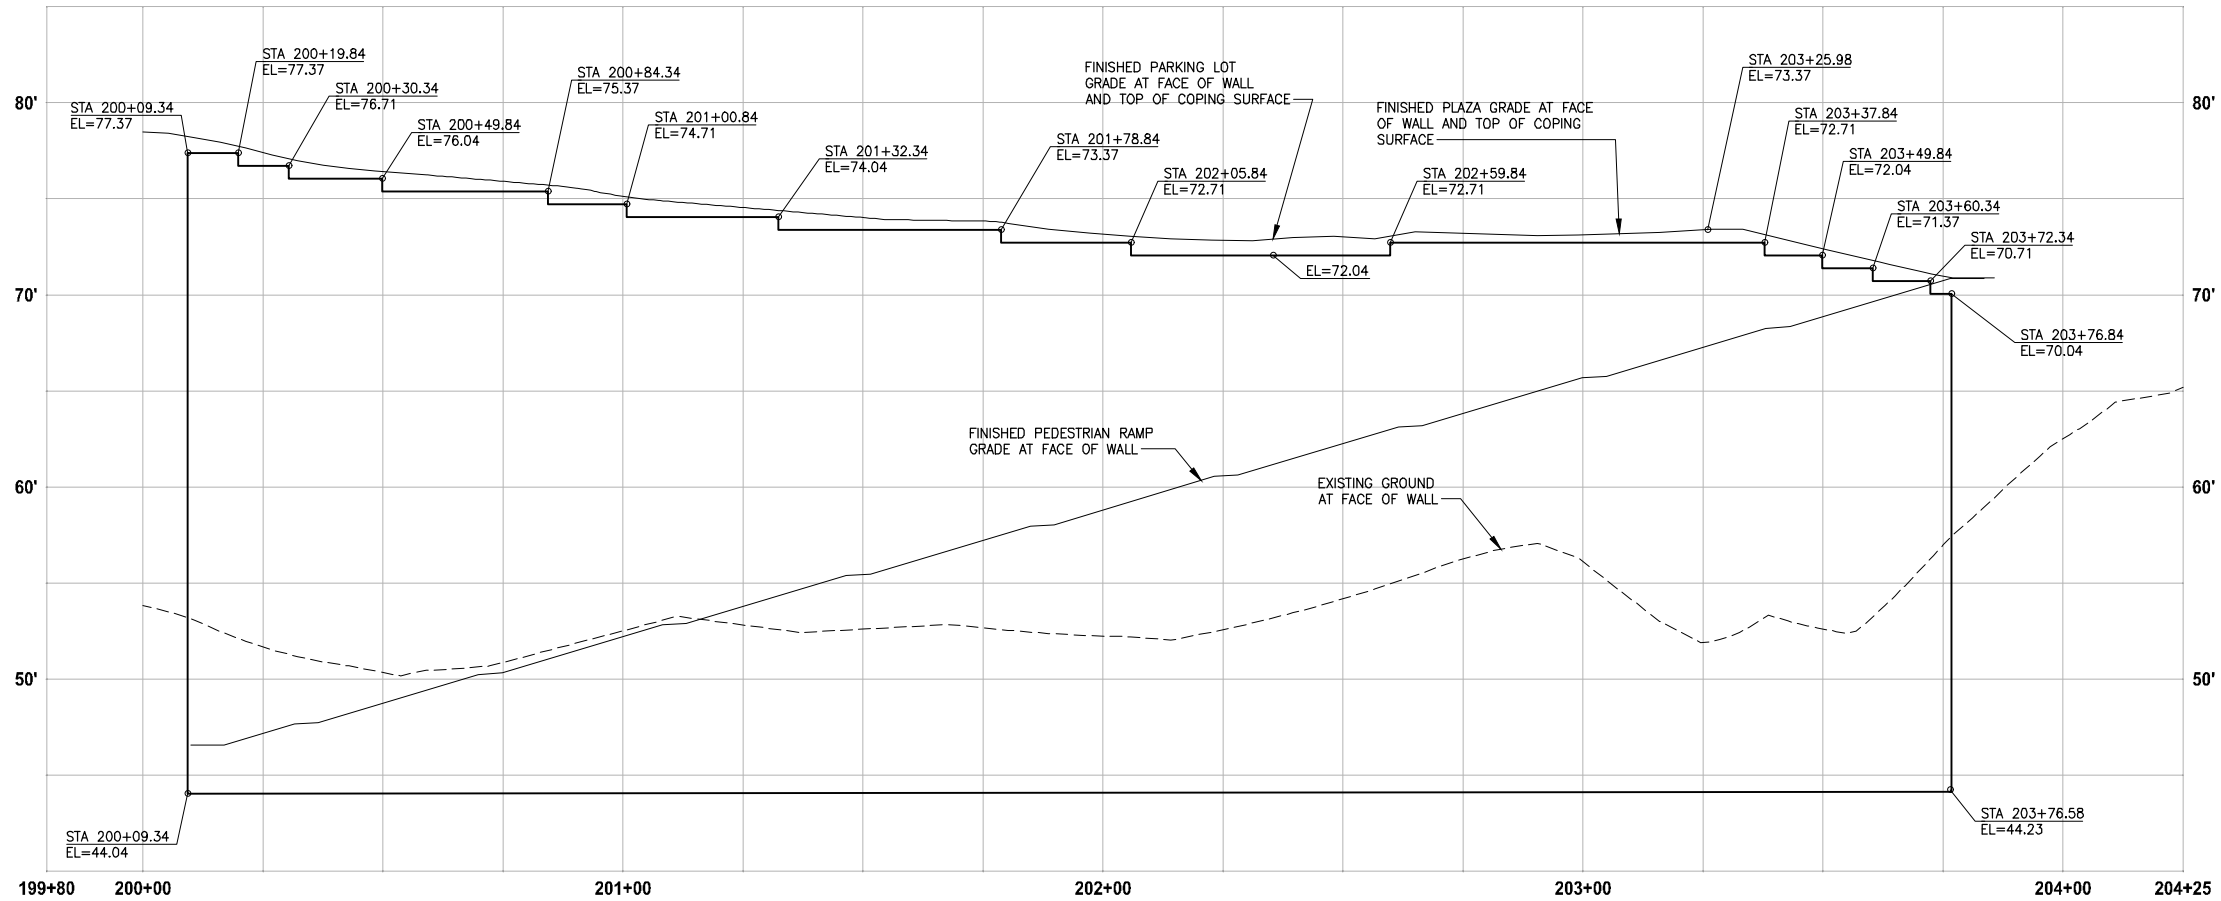 STA 200+19.84
EL=77.37
STA 200+30.34
EL=76.71
STA 200+09.34
EL=77.37
STA 200+49.84
EL=76.04
STA 200+84.34
EL=75.37
STA 201+00.84
EL=74.71
STA 201+32.34
EL=74.04
STA 201+78.84
EL=73.37
STA 202+05.84
EL=72.71
FINISHED PARKING LOT
GRADE AT FACE OF WALL
AND TOP OF COPING SURFACE
FINISHED PLAZA GRADE AT FACE
OF WALL AND TOP OF COPING
SURFACE
STA 202+59.84
EL=72.71
EL=72.04
STA 203+25.98
EL=73.37
STA 203+37.84
EL=72.71
STA 203+49.84
EL=72.04
STA 203+60.34
EL=71.37
STA 203+72.34
EL=70.71
STA 203+76.84
EL=70.04
FINISHED PEDESTRIAN RAMP
GRADE AT FACE OF WALL
EXISTING GROUND
AT FACE OF WALL
STA 200+09.34
EL=44.04
STA 203+76.58
EL=44.23
80'
70'
60'
50'
80'
70'
60'
50'
199+80
200+00
201+00
202+00
203+00
204+00
204+25